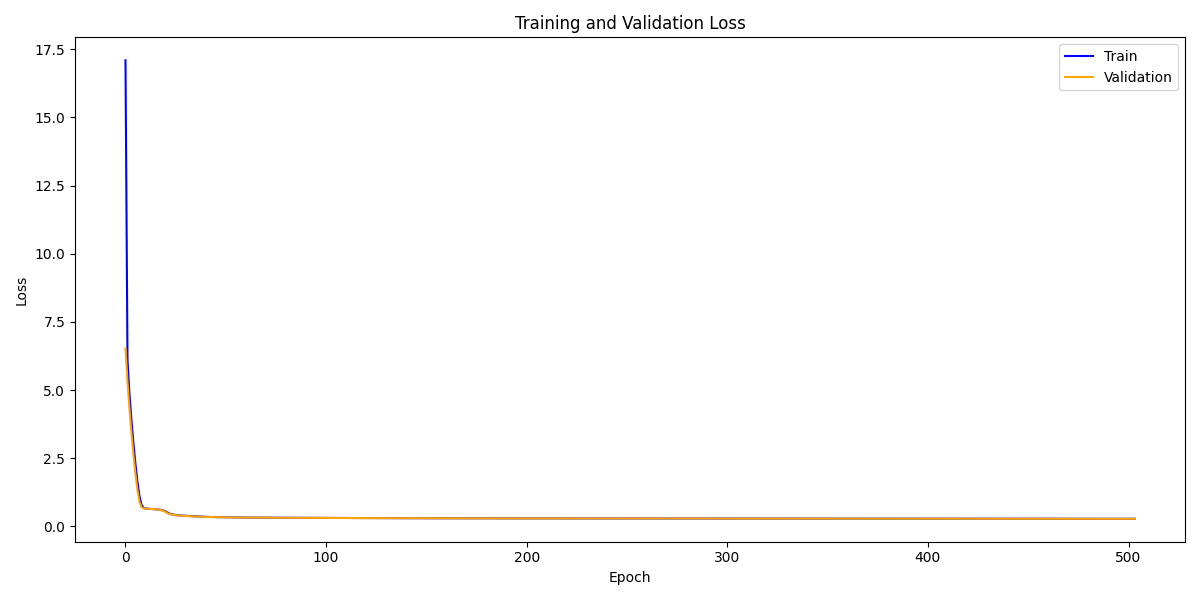 Training and Validation Loss
Train
Validation
17.5
15.0
12.5
10.0
7.5
5.0
2.5
0.0
Loss
0 100 200 300 400 500
Epoch